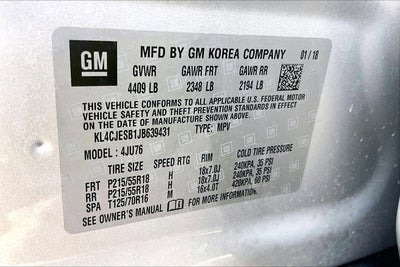 GM
MFD BY GM KOREA COMPANY 01 / 18
GVWR GAWR FRT GAWR RR
4409 LB 2348 LB 2194 LB
THIS VEHICLE CONFORMS TO ALL APPLICABLE U.S. FEDERAL MOTOR
VEHICLE SAFETY AND THEFT PREVENTION STANDARDS IN EFFECT ON
THE DATE OF MANUFACTURE SHOWN ABOVE.
KL4CJESB1JB639431 TYPE: MPV
MODEL: 4JU76
TIRE SIZE SPEED RTG RIM COLD TIRE PRESSURE
FRT P215/55R18 H 18x7.0J 240KPA, 35 PSI
RR P215/55R18 H 18x7.0J 240KPA, 35 PSI
SPA T125/70R16 M 16x4.0T 420KPA, 60 PSI
SEE OWNER'S MANUAL FOR MORE INFORMATION.